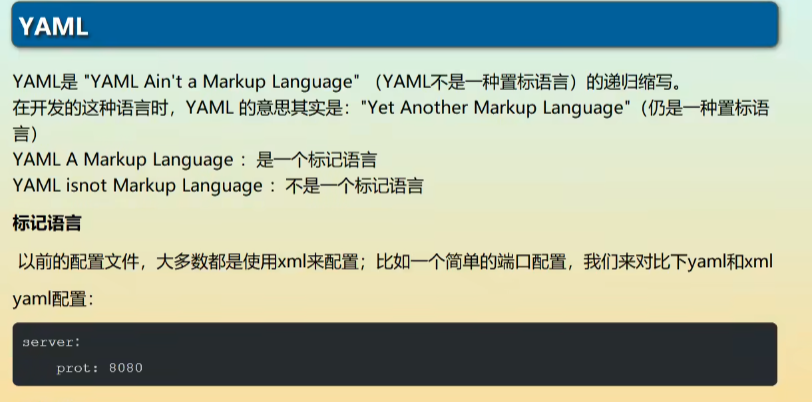 YAML
YAML是 "YAML Ain't a Markup Language" （YAML不是一种置标语言）的递归缩写。
在开发的这种语言时，YAML 的意思其实是："Yet Another Markup Language"（仍是一种置标语
言）
YAML A Markup Language ：是一个标记语言
YAML isnot Markup Language ：不是一个标记语言
标记语言
以前的配置文件，大多数都是使用xml来配置；比如一个简单的端口配置，我们来对比下yaml和xml
yaml配置：
server:
    prot: 8080